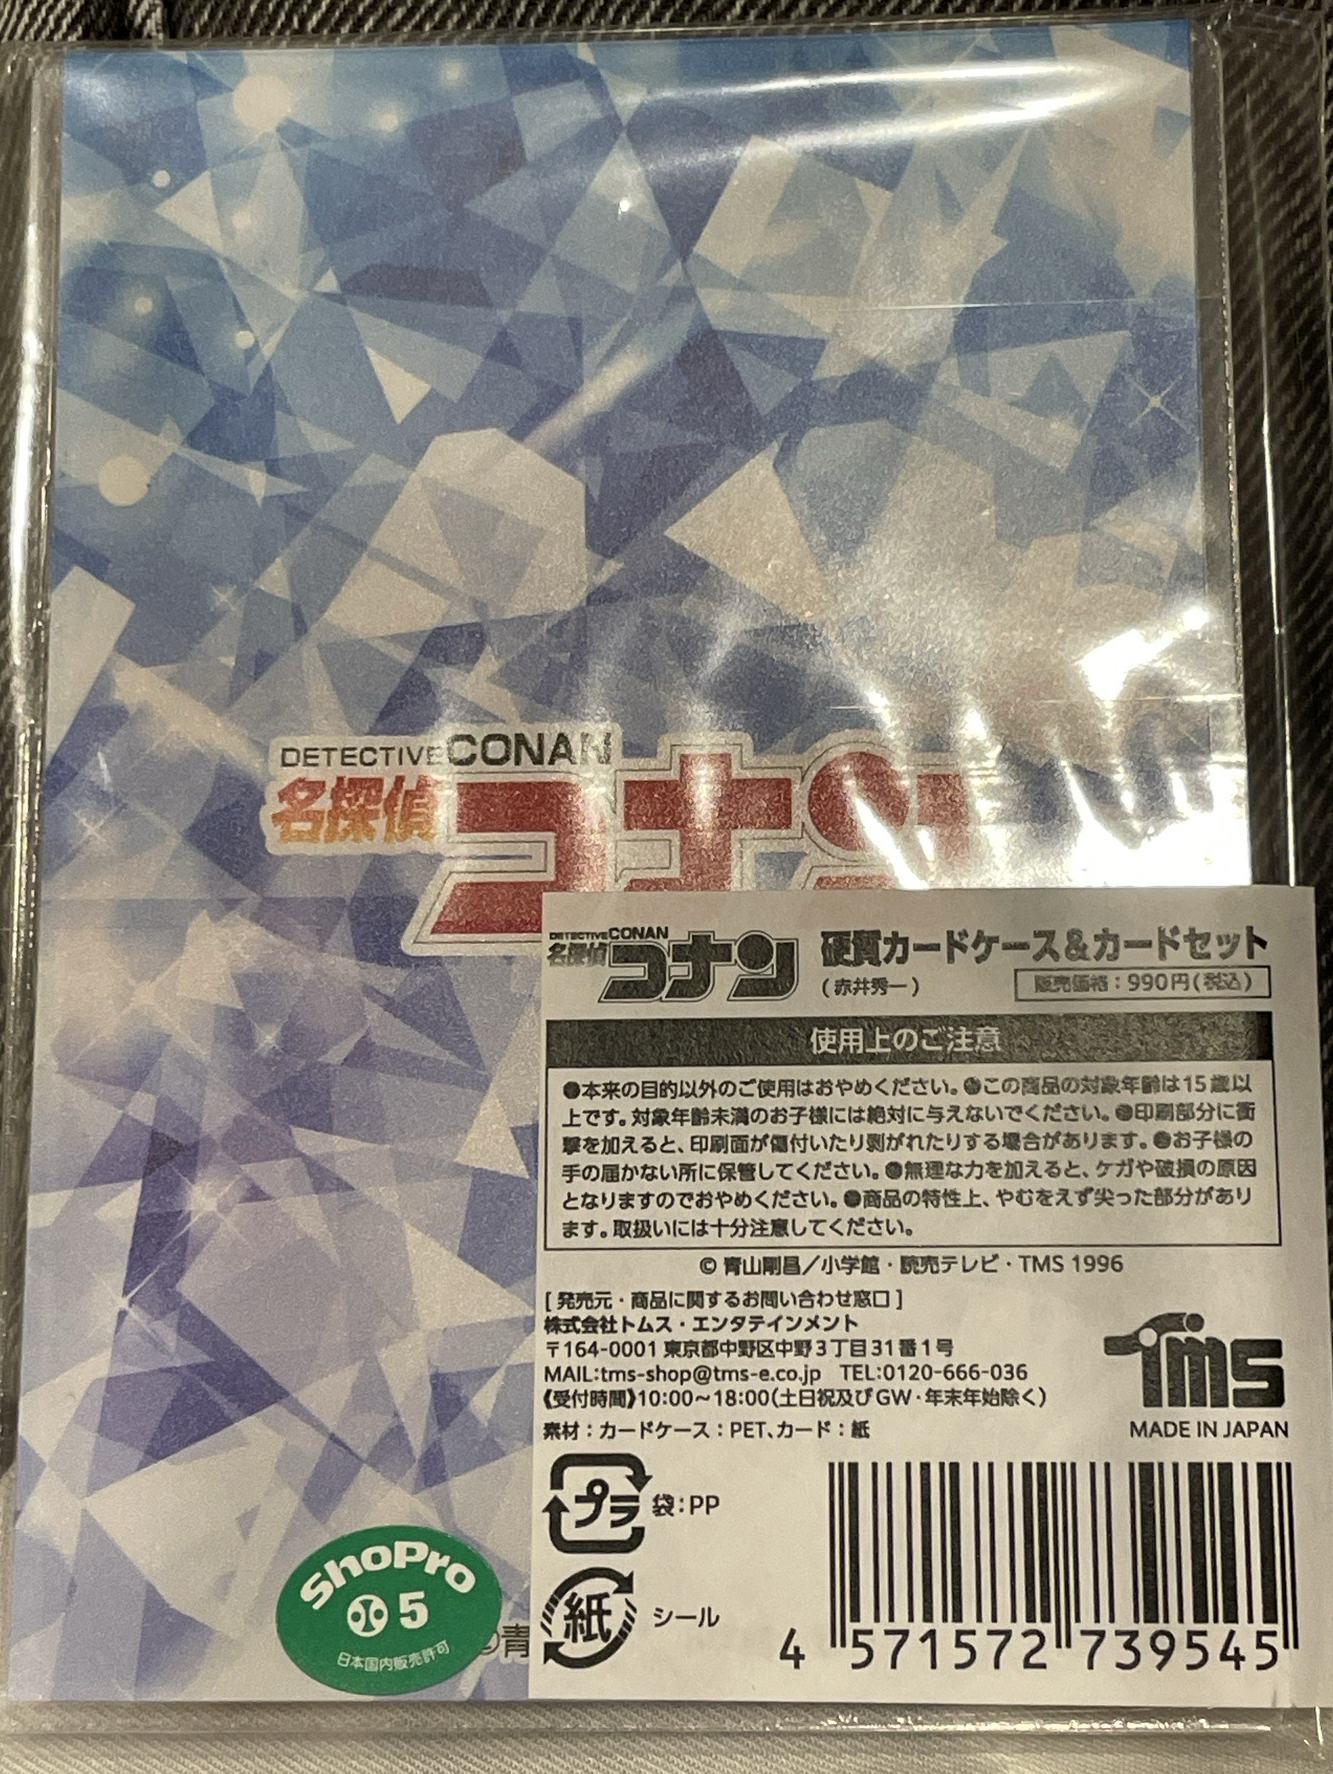 DETECTIVE CONAN
名探偵 コナン
DETECTIVE CONAN
名探偵 コナン
硬質カードケース&カードセット
(赤井秀一)
販売価格：990円(税込)
使用上のご注意
●本来の目的以外のご使用はおやめください。●この商品の対象年齢は15歳以
上です。対象年齢未満のお子様には絶対に与えないでください。●印刷部分に衝
撃を加えると、印刷面が傷付いたり剥がれたりする場合があります。●お子様の
手の届かない所に保管してください。●無理な力を加えると、ケガや破損の原因
となりますのでおやめください。●商品の特性上、やむをえず尖った部分があり
ます。取扱いには十分注意してください。
© 青山剛昌／小学館・読売テレビ・TMS 1996
[ 発売元・商品に関するお問い合わせ窓口 ]
株式会社トムス・エンタテインメント
〒164-0001 東京都中野区中野3丁目31番1号
MAIL:tms-shop@tms-e.co.jp TEL:0120-666-036
《受付時間》10:00～18:00(土日祝及びGW・年末年始除く)
素材：カードケース：PET、カード：紙
Tms
MADE IN JAPAN
プラ 袋：PP
紙 シール
4 571572 739545
ShoPro
5
日本国内販売許可
青